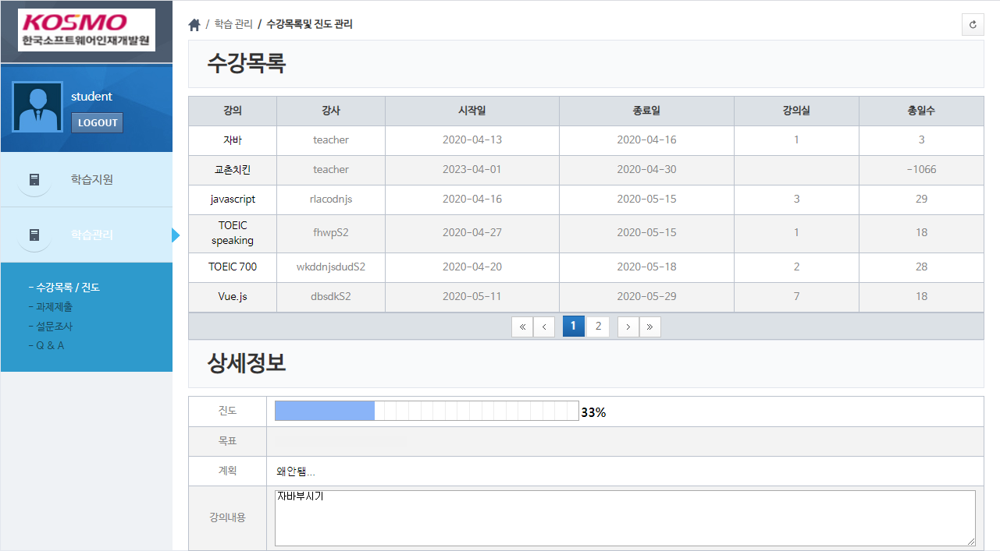 KOSMO
한국소프트웨어인재개발원
student
LOGOUT
학습지원
학습관리
- 수강목록 / 진도
- 과제제출
- 설문조사
- Q & A
/ 학습 관리 / 수강목록및 진도 관리
수강목록
강의 강사 시작일 종료일 강의실 총일수
자바 teacher 2020-04-13 2020-04-16 1 3
교촌치킨 teacher 2023-04-01 2020-04-30 -1066
javascript rlacodnjs 2020-04-16 2020-05-15 3 29
TOEIC
speaking fhwpS2 2020-04-27 2020-05-15 1 18
TOEIC 700 wkddnjsdudS2 2020-04-20 2020-05-18 2 28
Vue.js dbsdkS2 2020-05-11 2020-05-29 7 18
« ‹ 1 2 › »
상세정보
진도 33%
목표
계획 왜안됌...
강의내용 자바부시기